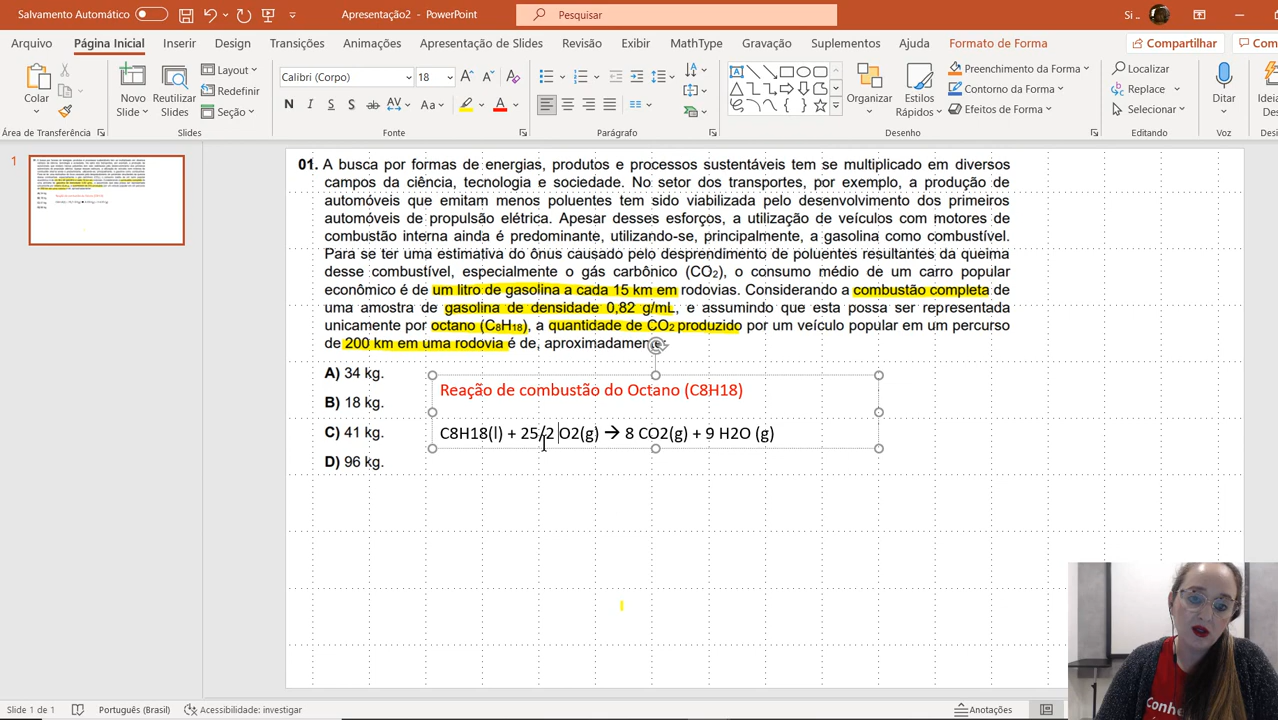 Salvamento Automático
Apresentação2 - PowerPoint
Pesquisar
Si ...
Arquivo Página Inicial Inserir Design Transições Animações Apresentação de Slides Revisão Exibir MathType Gravação Suplementos Ajuda Formato de Forma Compartilhar Com
Colar
Novo Slide
Reutilizar Slides
Layout
Redefinir
Seção
Calibri (Corpo) 18
N I S S ab AV Aa A
Organizar
Estilos Rápidos
Preenchimento da Forma
Contorno da Forma
Efeitos de Forma
Localizar
Replace
Selecionar
Ditar
Ideias de
Área de Transferência Slides Fonte Parágrafo Desenho Editando Voz
1
01. A busca por formas de energias, produtos e processos sustentáveis tem se multiplicado em diversos
campos da ciência, tecnologia e sociedade. No setor dos transportes, por exemplo, a produção de
automóveis que emitam menos poluentes tem sido viabilizada pelo desenvolvimento dos primeiros
automóveis de propulsão elétrica. Apesar desses esforços, a utilização de veículos com motores de
combustão interna ainda é predominante, utilizando-se, principalmente, a gasolina como combustível.
Para se ter uma estimativa do ônus causado pelo desprendimento de poluentes resultantes da queima
desse combustível, especialmente o gás carbônico (CO2), o consumo médio de um carro popular
econômico é de um litro de gasolina a cada 15 km em rodovias. Considerando a combustão completa de
uma amostra de gasolina de densidade 0,82 g/mL, e assumindo que esta possa ser representada
unicamente por octano (C8H18), a quantidade de CO2 produzido por um veículo popular em um percurso
de 200 km em uma rodovia é de, aproximadamente
A) 34 kg.
B) 18 kg.
C) 41 kg.
D) 96 kg.
Reação de combustão do Octano (C8H18)
C8H18(l) + 25/2 O2(g) → 8 CO2(g) + 9 H2O (g)
Conhe
Slide 1 de 1 Português (Brasil) Acessibilidade: investigar Anotações